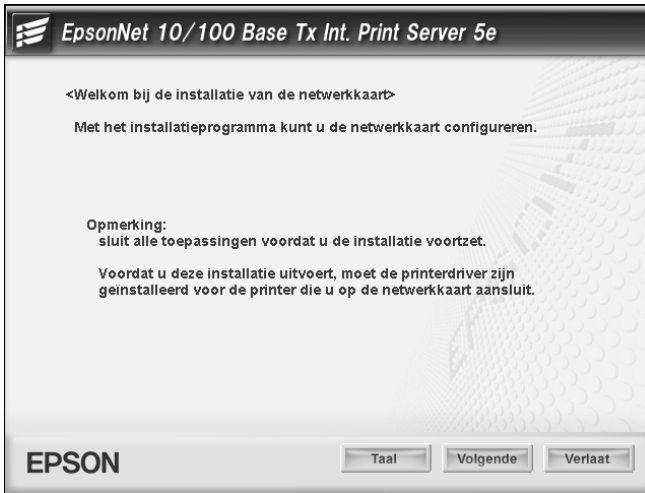 EpsonNet 10/100 Base Tx Int. Print Server 5e
<Welkom bij de installatie van de netwerkkaart>
Met het installatieprogramma kunt u de netwerkkaart configureren.
Opmerking:
sluit alle toepassingen voordat u de installatie voortzet.
Voordat u deze installatie uitvoert, moet de printerdriver zijn
geïnstalleerd voor de printer die u op de netwerkkaart aansluit.
EPSON
Taal
Volgende
Verlaat